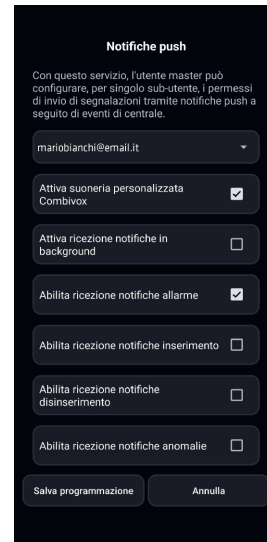 Notifiche push
Con questo servizio, l'utente master può
configurare, per singolo sub-utente, i permessi
di invio di segnalazioni tramite notifiche push a
seguito di eventi di centrale.
mariobianchi@email.it
Attiva suoneria personalizzata
Combivox
Attiva ricezione notifiche in
background
Abilita ricezione notifiche allarme
Abilita ricezione notifiche inserimento
Abilita ricezione notifiche
disinserimento
Abilita ricezione notifiche anomalie
Salva programmazione
Annulla